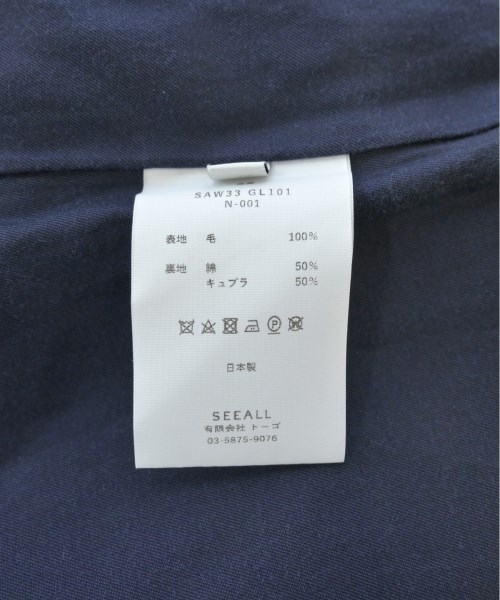 SAW33 GL101
N-001
表地 毛 100%
裏地 綿 50%
キュプラ 50%
日本製
SEEALL
有限会社 トーゴ
03-5875-9076